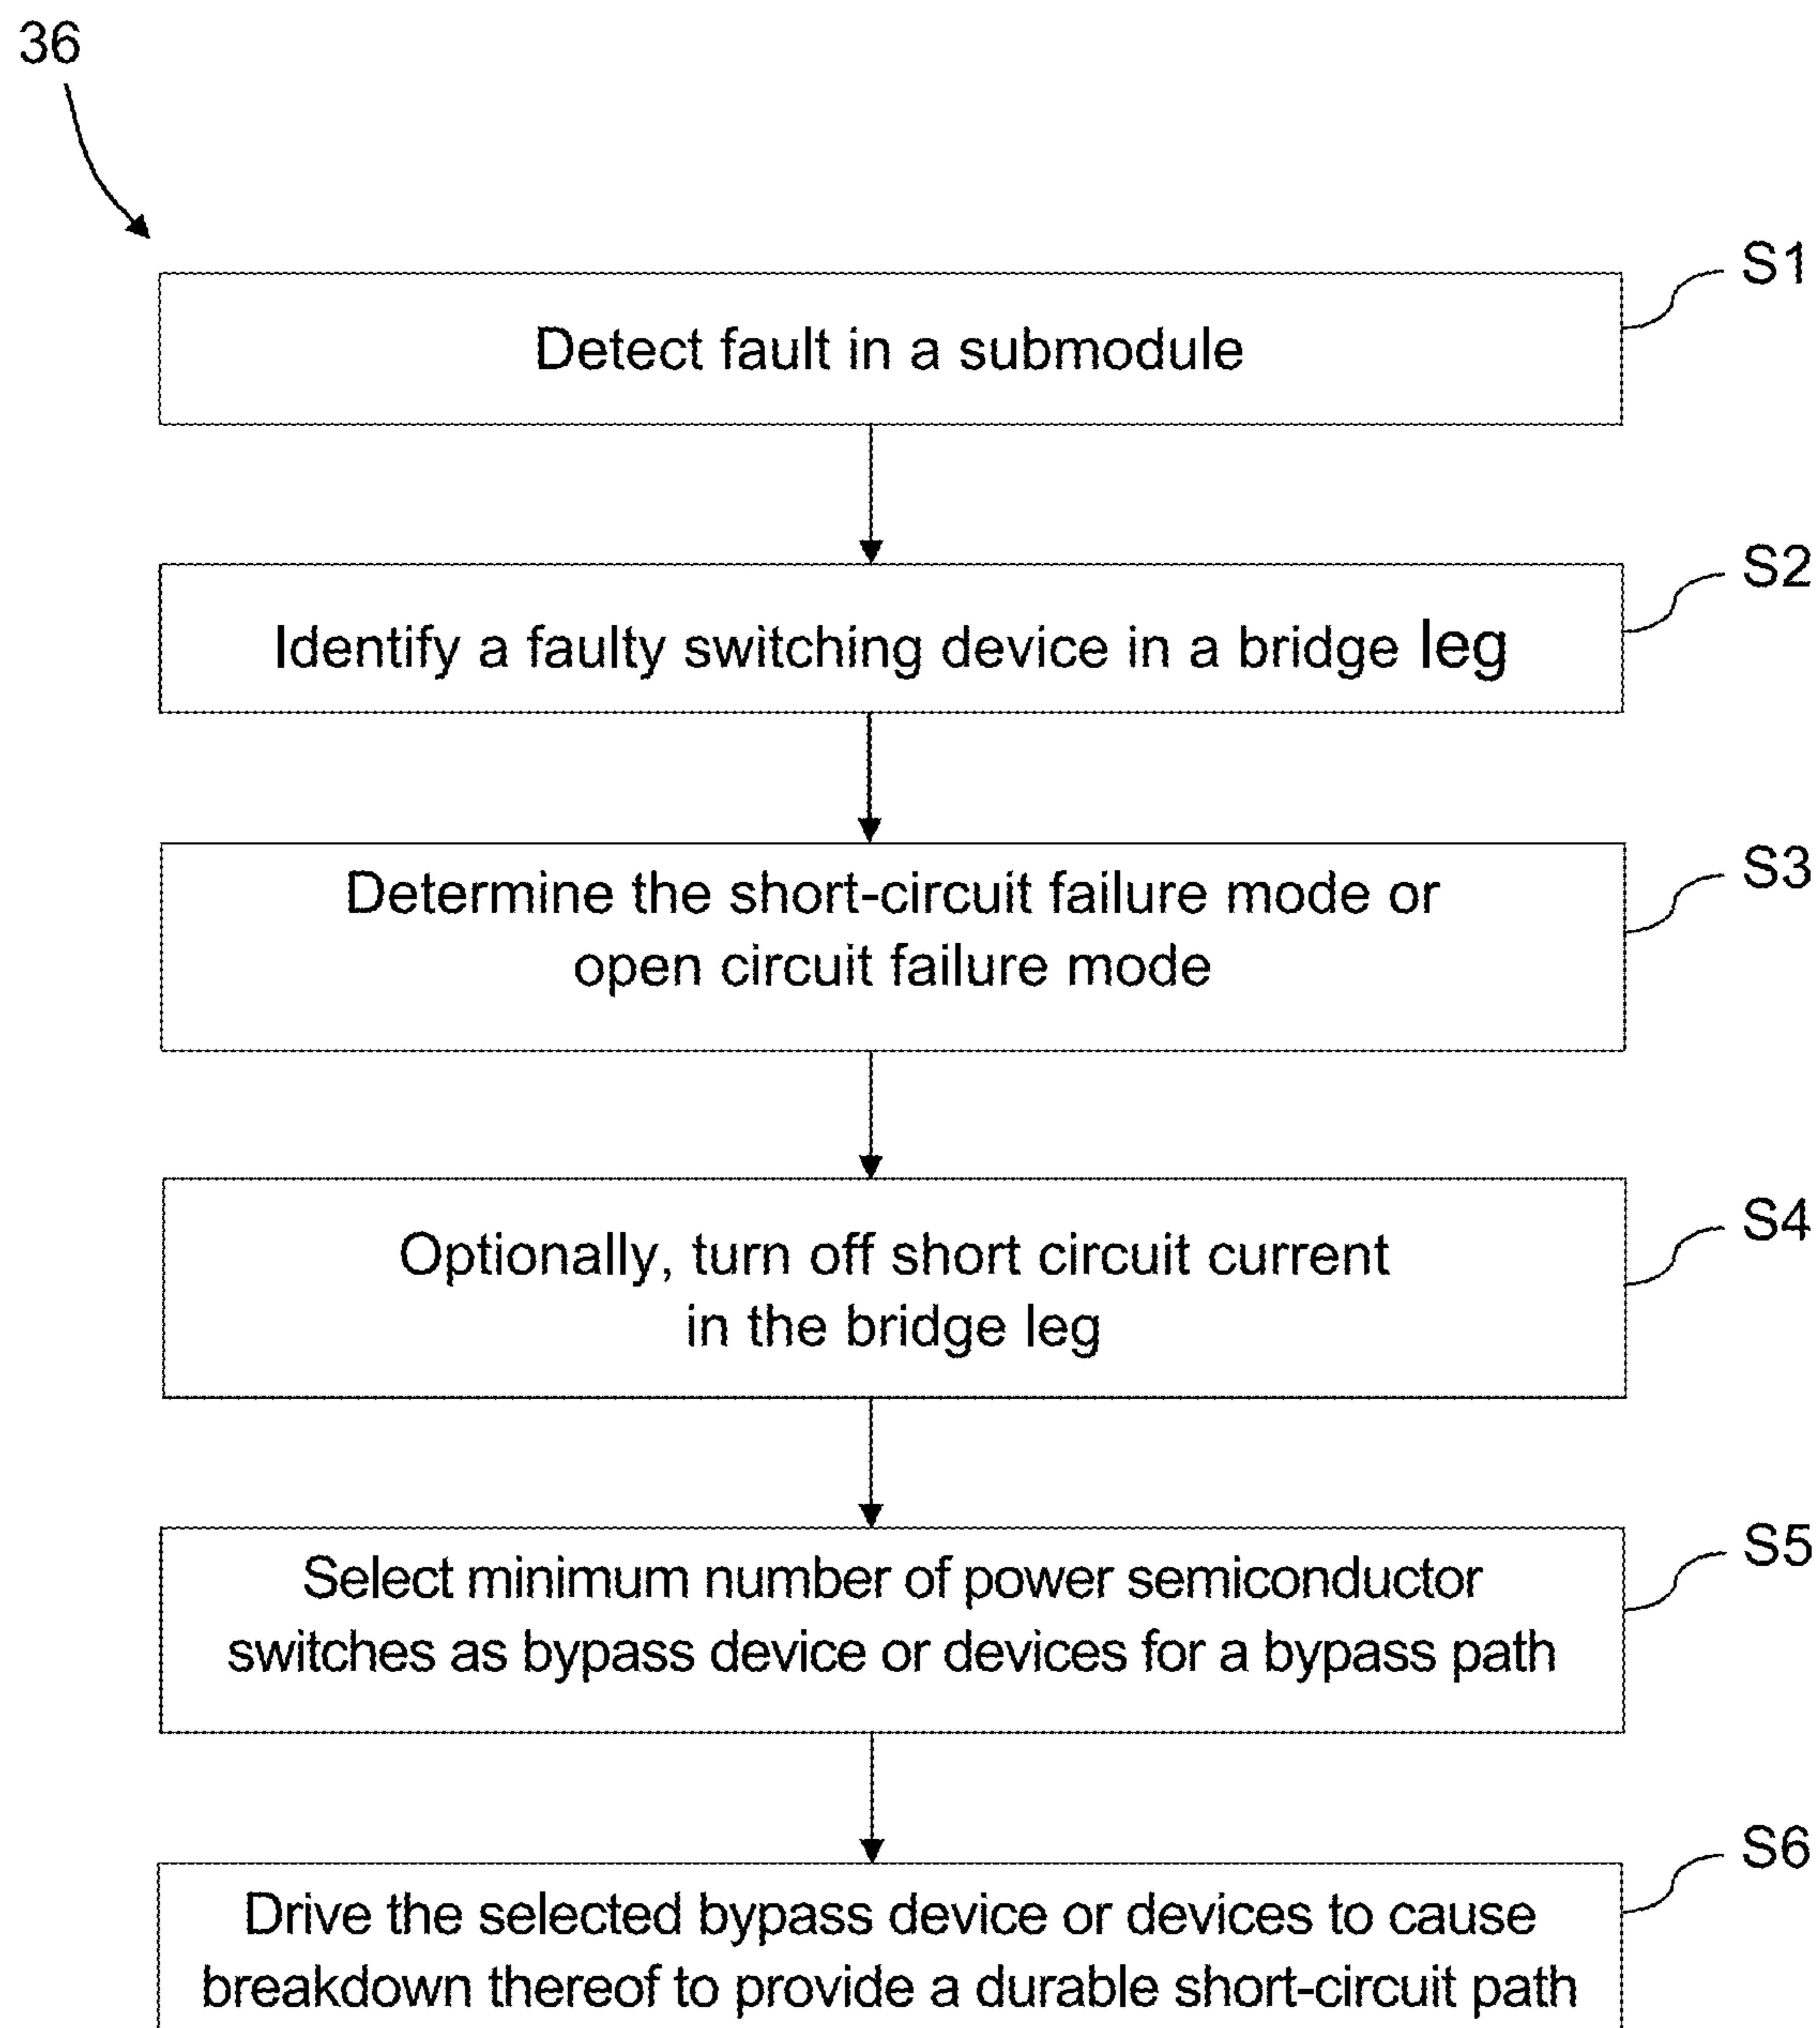 36
S1
Detect fault in a submodule
S2
Identify a faulty switching device in a bridge leg
S3
Determine the short-circuit failure mode or
open circuit failure mode
S4
Optionally, turn off short circuit current
in the bridge leg
S5
Select minimum number of power semiconductor
switches as bypass device or devices for a bypass path
S6
Drive the selected bypass device or devices to cause
breakdown thereof to provide a durable short-circuit path